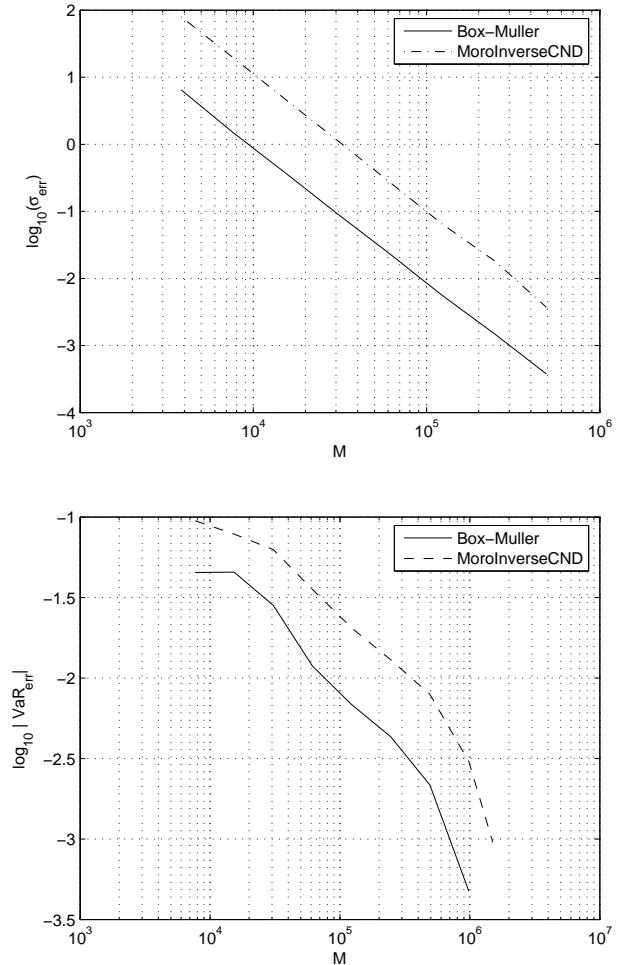 2
1
0
−1
−2
−3
−4
log10(σerr)
Box−Muller
MoroInverseCND
10^3
10^4
10^5
10^6
M
−1
−1.5
−2
−2.5
−3
−3.5
log10 | VaRerr|
Box−Muller
MoroInverseCND
10^3
10^4
10^5
10^6
10^7
M